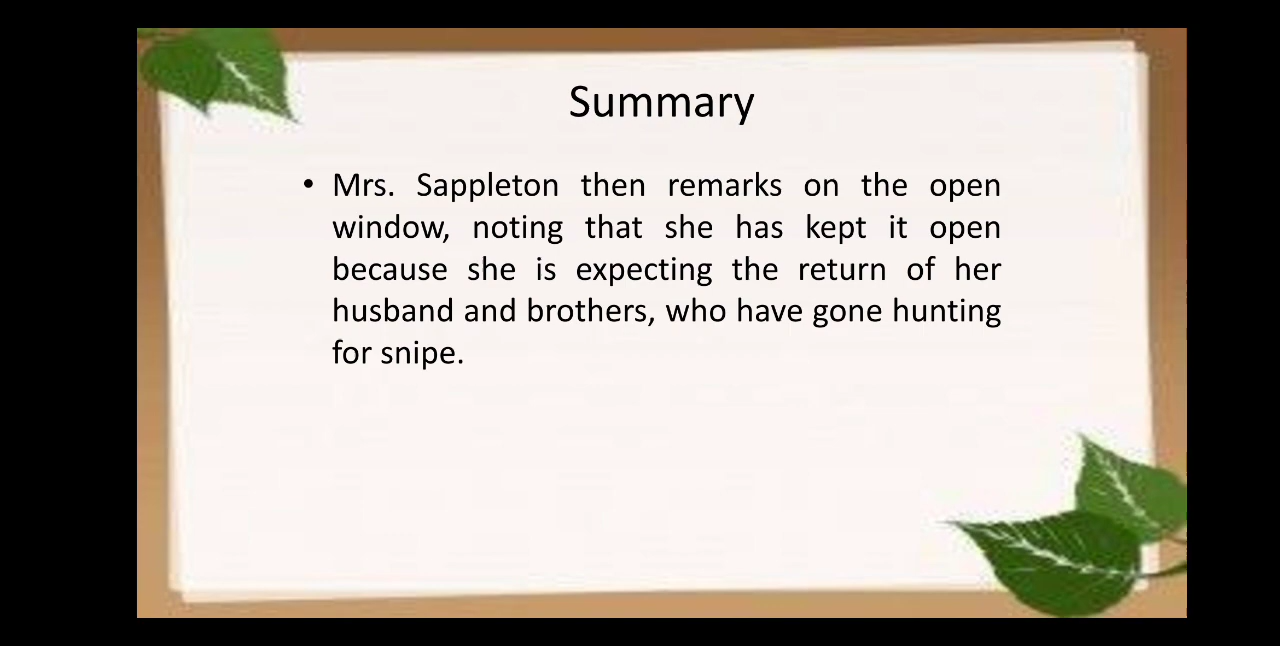 Summary
• Mrs. Sappleton then remarks on the open
window, noting that she has kept it open
because she is expecting the return of her
husband and brothers, who have gone hunting
for snipe.